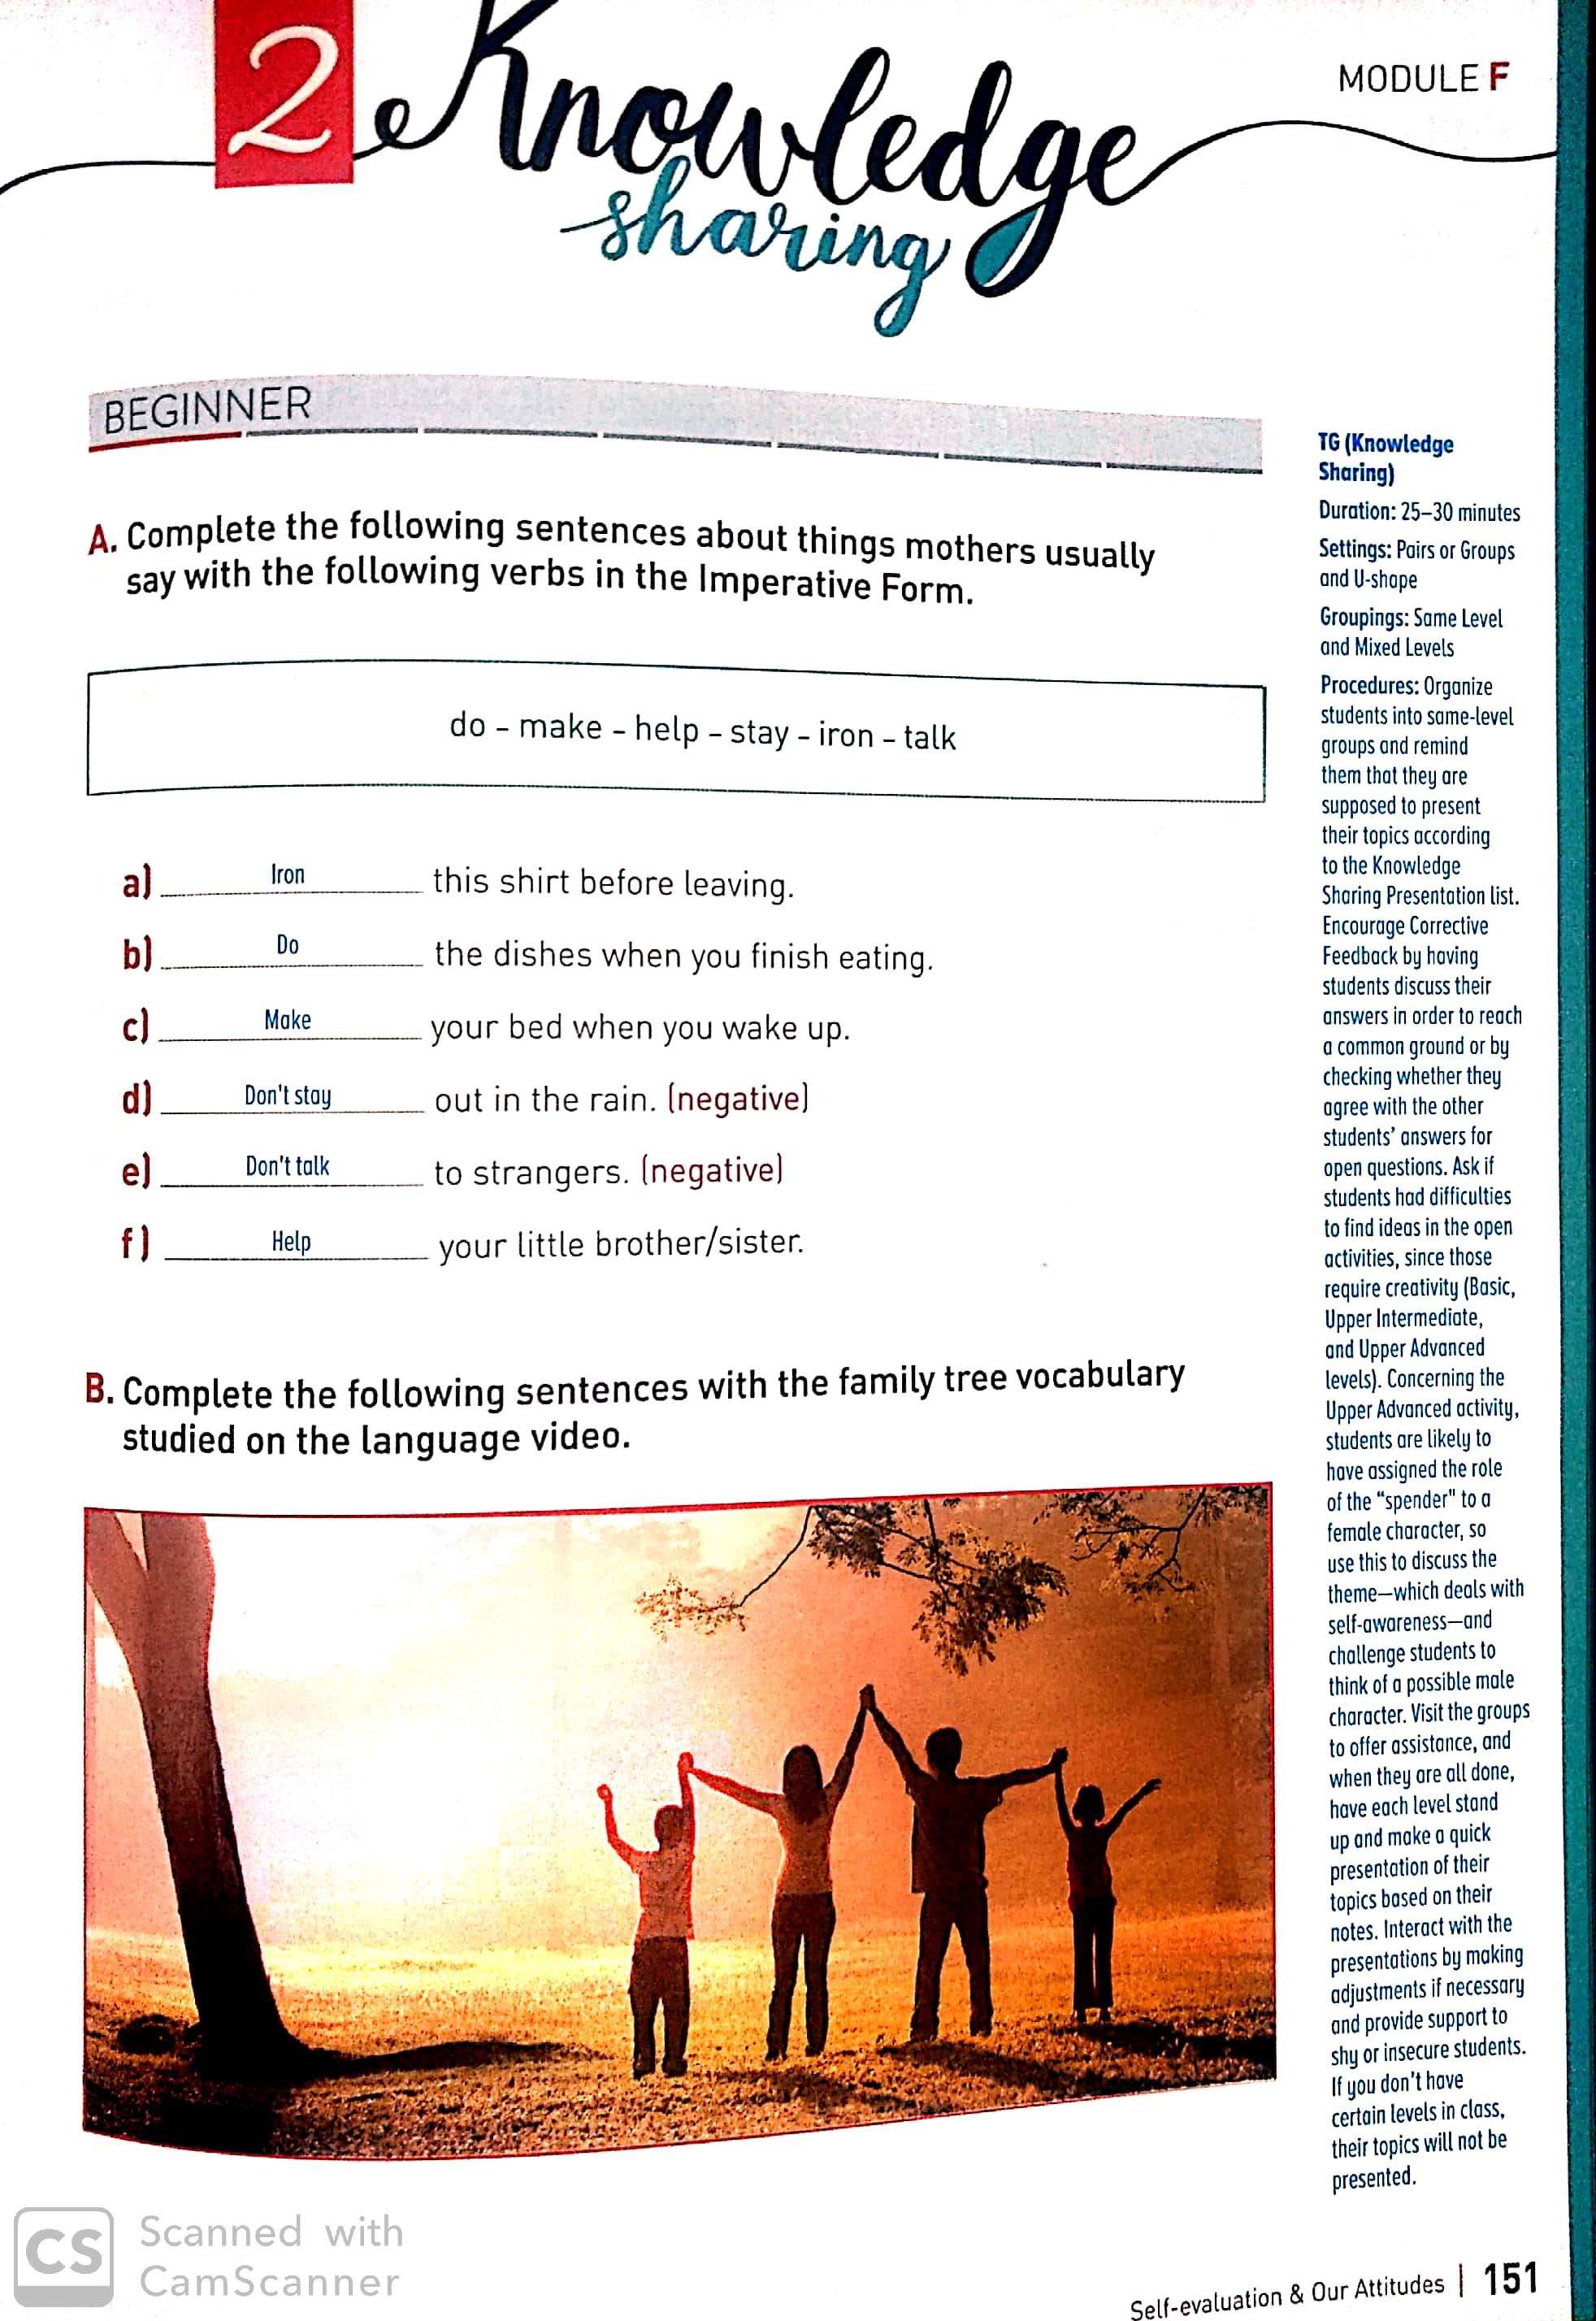 2 Knowledge
sharing
MODULE F
BEGINNER
A. Complete the following sentences about things mothers usually
say with the following verbs in the Imperative Form.
do – make – help – stay – iron – talk
a) Iron this shirt before leaving.
b) Do the dishes when you finish eating.
c) Make your bed when you wake up.
d) Don't stay out in the rain. (negative)
e) Don't talk to strangers. (negative)
f) Help your little brother/sister.
B. Complete the following sentences with the family tree vocabulary
studied on the language video.
TG (Knowledge
Sharing)
Duration: 25–30 minutes
Settings: Pairs or Groups
and U-shape
Groupings: Same Level
and Mixed Levels
Procedures: Organize
students into same-level
groups and remind
them that they are
supposed to present
their topics according
to the Knowledge
Sharing Presentation list.
Encourage Corrective
Feedback by having
students discuss their
answers in order to reach
a common ground or by
checking whether they
agree with the other
students’ answers for
open questions. Ask if
students had difficulties
to find ideas in the open
activities, since those
require creativity (Basic,
Upper Intermediate,
and Upper Advanced
levels). Concerning the
Upper Advanced activity,
students are likely to
have assigned the role
of the “spender" to a
female character, so
use this to discuss the
theme—which deals with
self-awareness—and
challenge students to
think of a possible male
character. Visit the groups
to offer assistance, and
when they are all done,
have each level stand
up and make a quick
presentation of their
topics based on their
notes. Interact with the
presentations by making
adjustments if necessary
and provide support to
shy or insecure students.
If you don't have
certain levels in class,
their topics will not be
presented.
CS Scanned with
CamScanner
Self-evaluation & Our Attitudes | 151